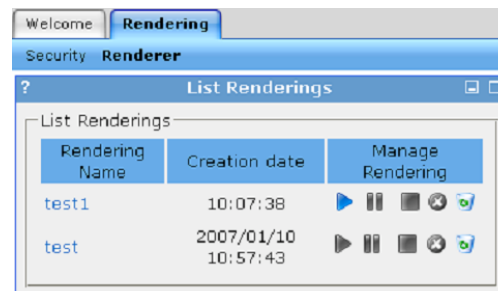 Welcome Rendering
Security Renderer
? List Renderings
List Renderings
Rendering Name Creation date Manage Rendering
test1 10:07:38
test 2007/01/10 10:57:43